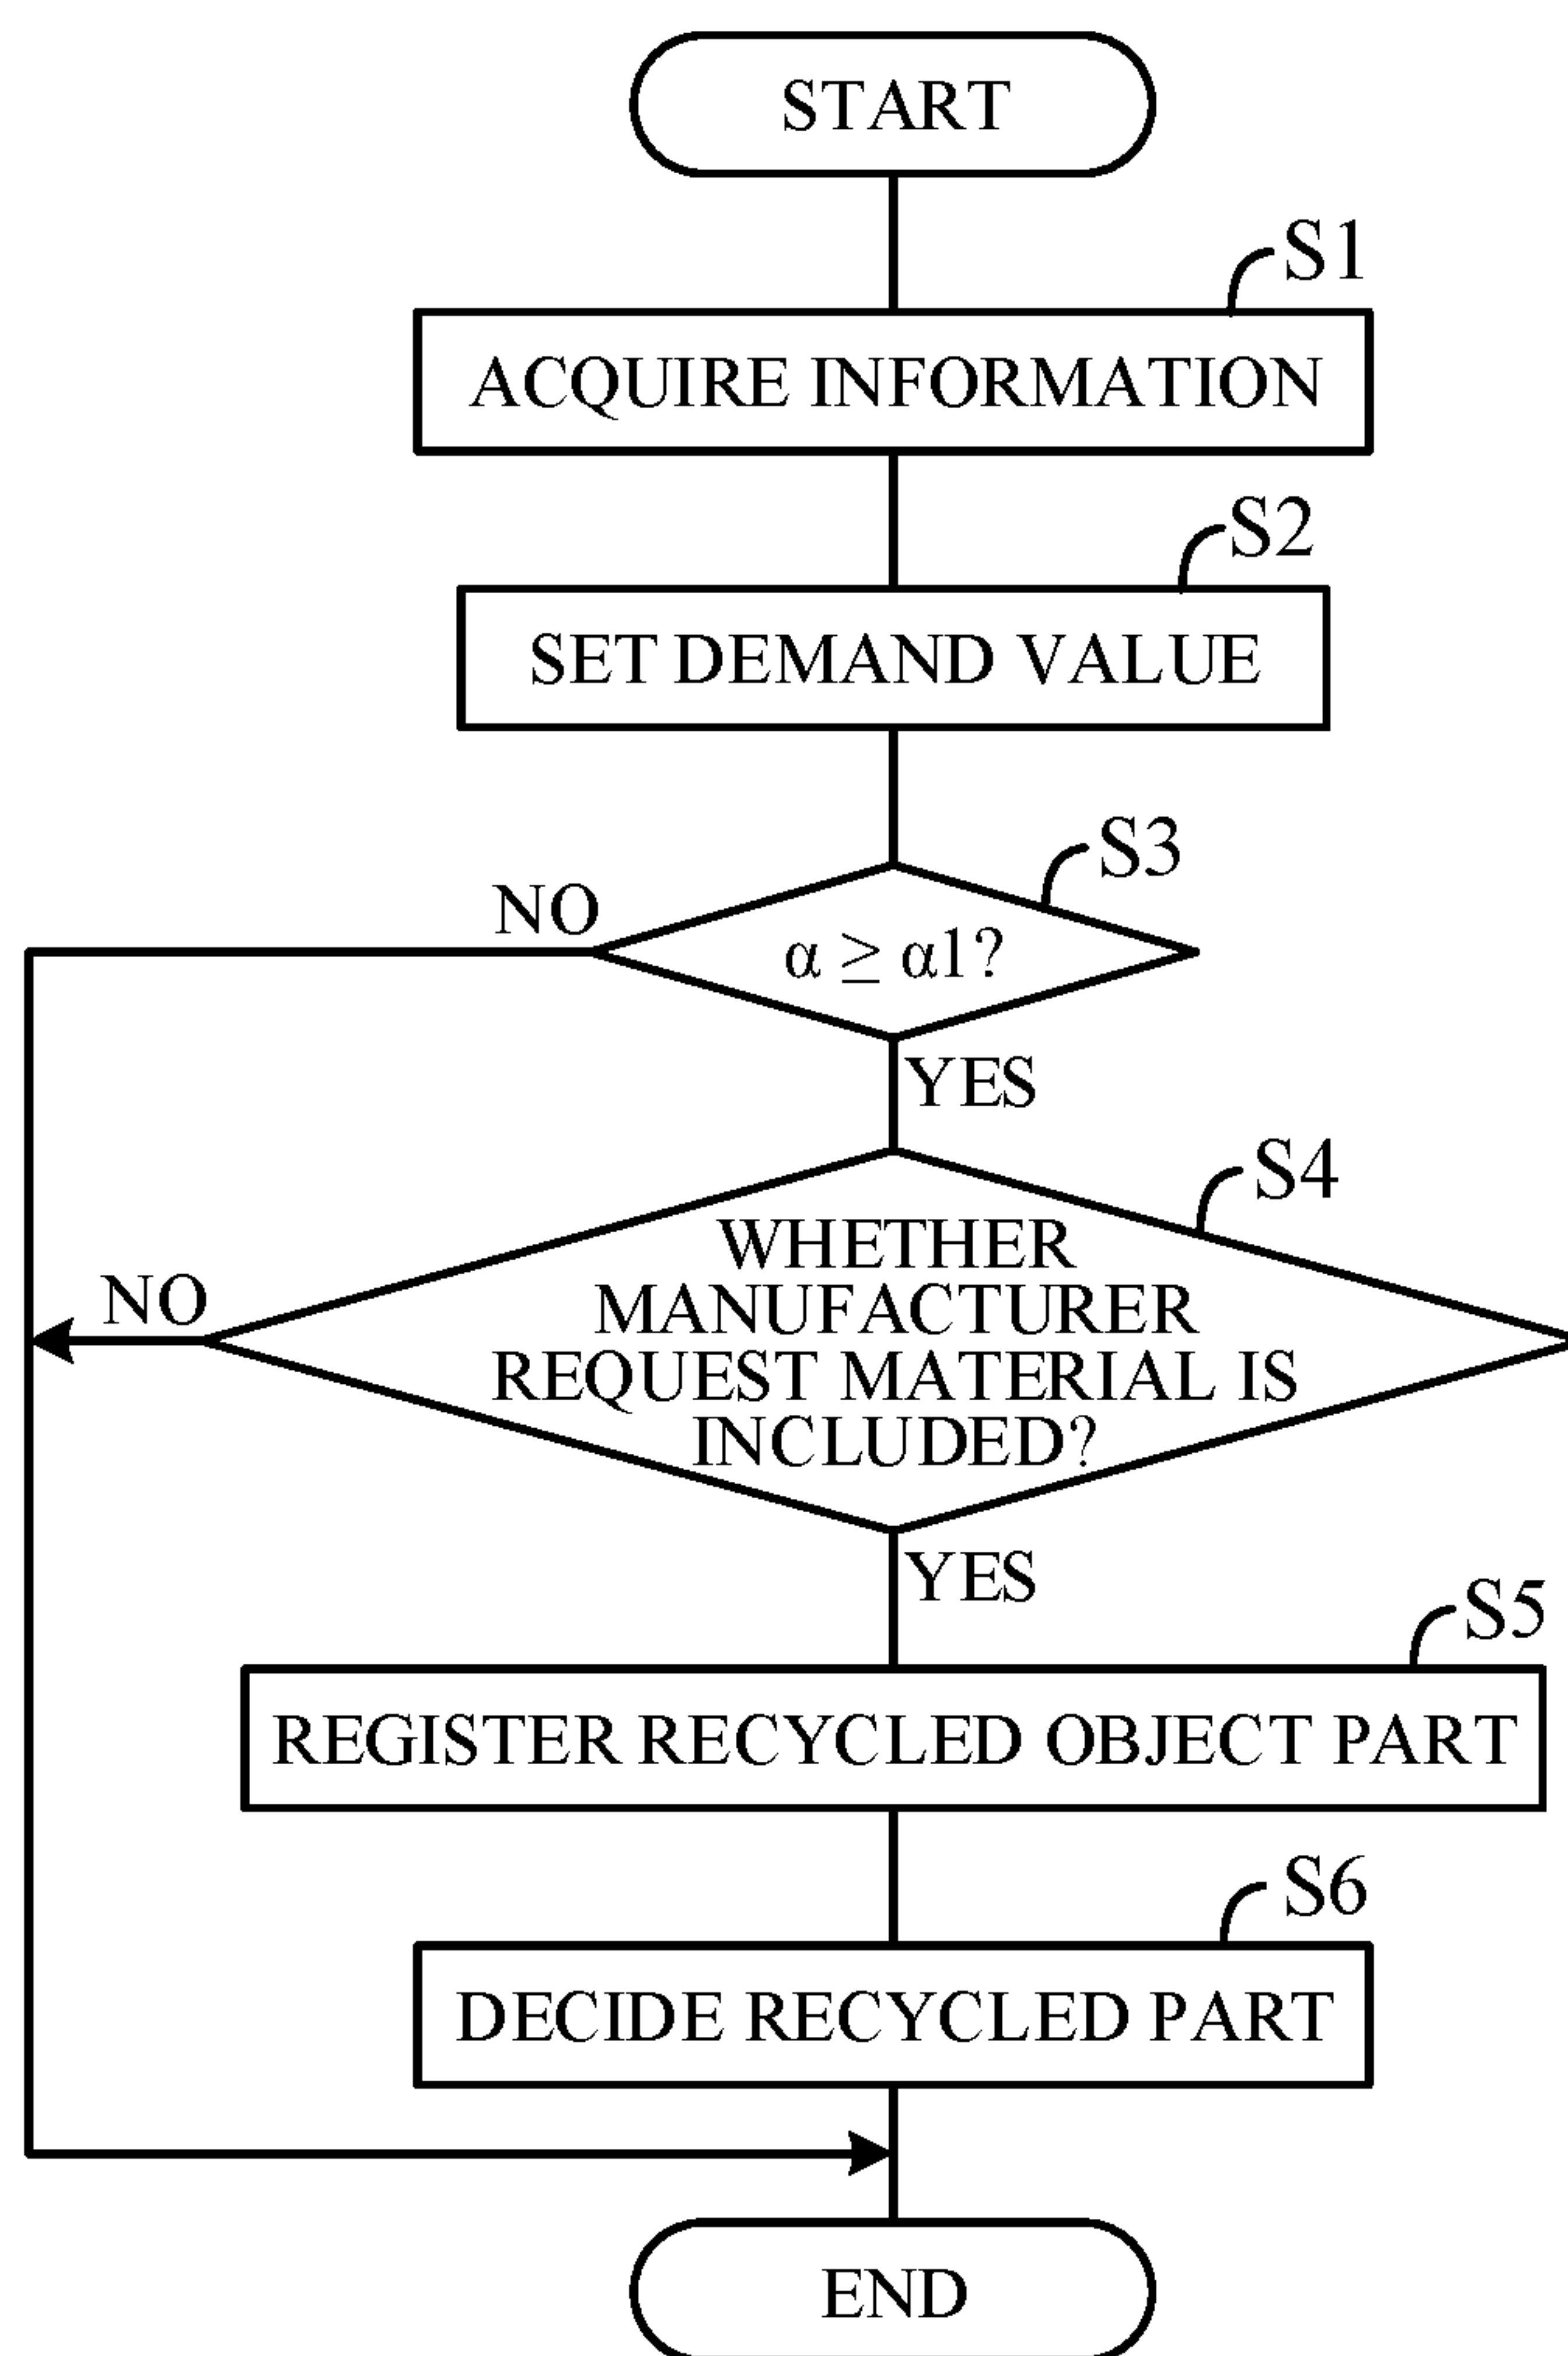 START
S1
ACQUIRE INFORMATION
S2
SET DEMAND VALUE
S3
NO
α ≥ α1?
YES
S4
NO
WHETHER
MANUFACTURER
REQUEST MATERIAL IS
INCLUDED?
YES
S5
REGISTER RECYCLED OBJECT PART
S6
DECIDE RECYCLED PART
END